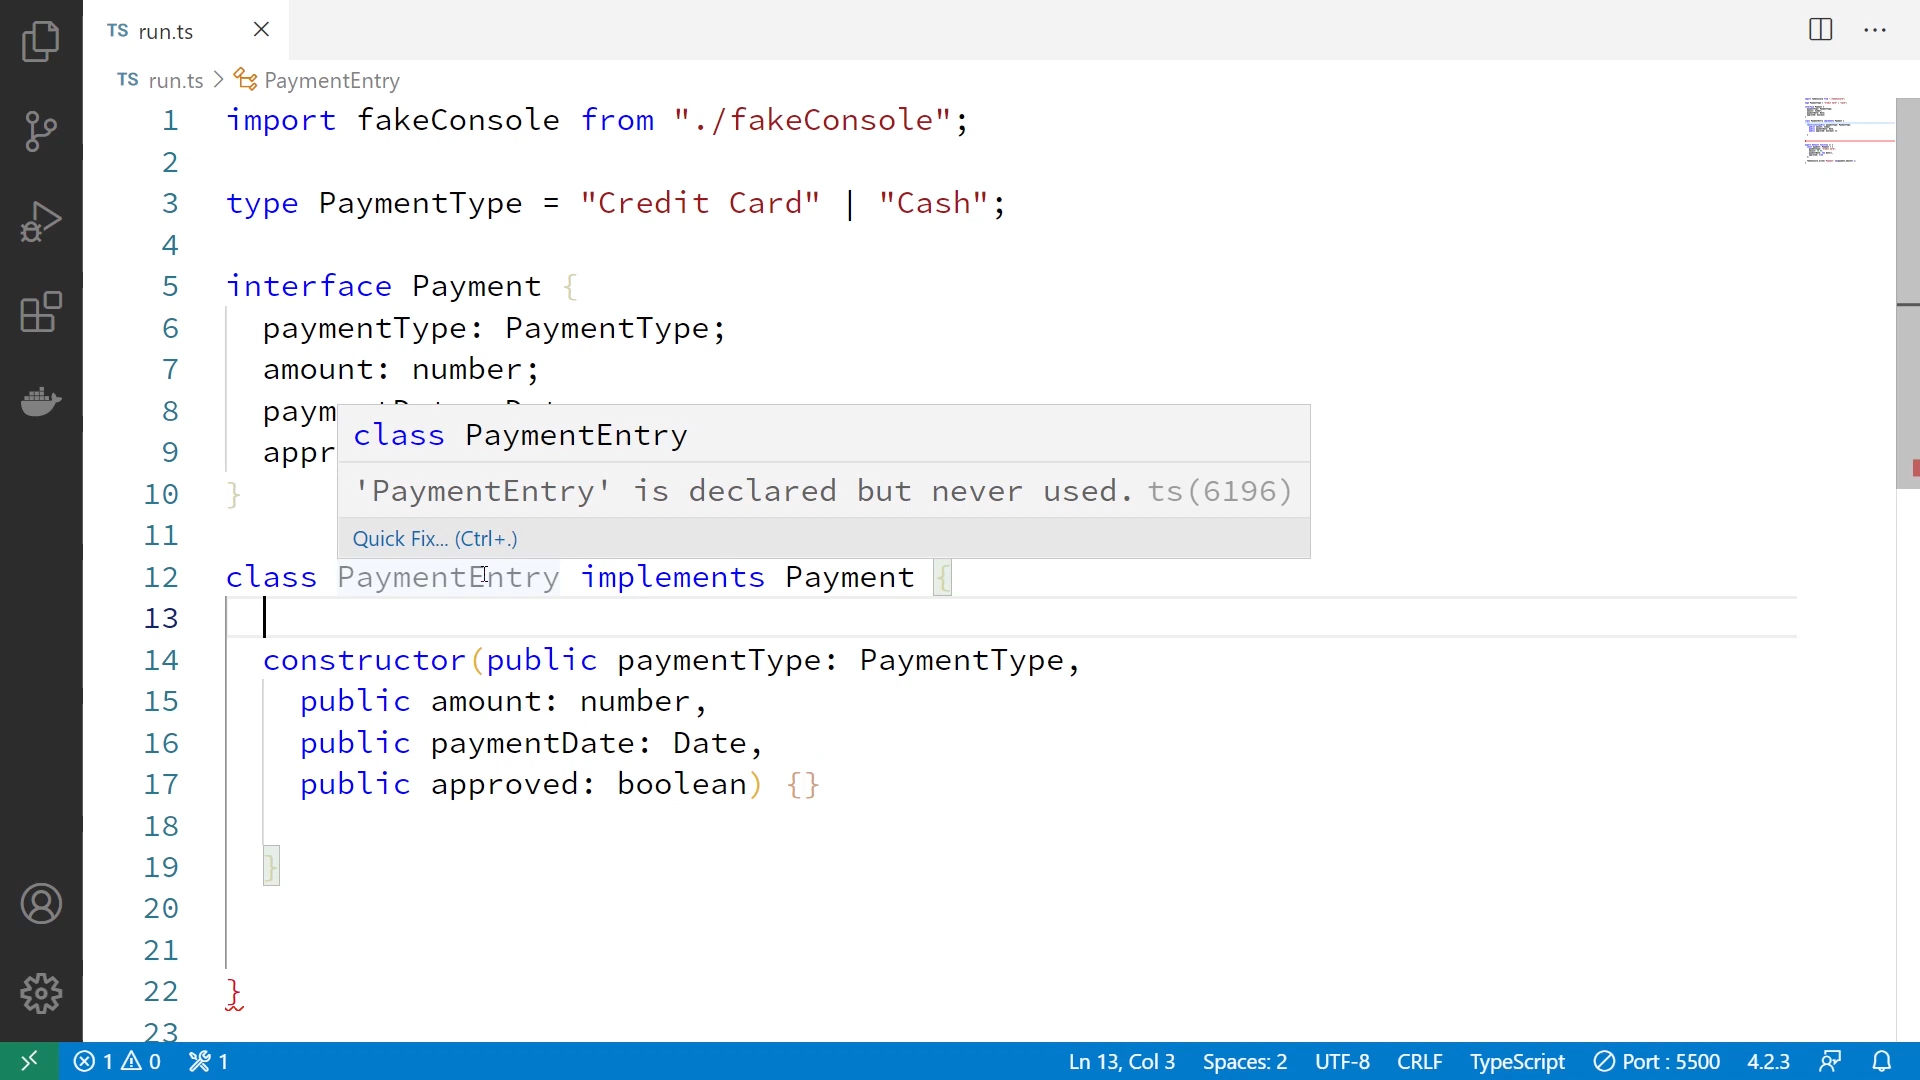 TS run.ts
TS run.ts > PaymentEntry
1 import fakeConsole from "./fakeConsole";
2
3 type PaymentType = "Credit Card" | "Cash";
4
5 interface Payment {
6 paymentType: PaymentType;
7 amount: number;
8 paym
9 appr
10 }
11
class PaymentEntry
'PaymentEntry' is declared but never used. ts(6196)
Quick Fix... (Ctrl+.)
12 class PaymentEntry implements Payment {
13
14 constructor(public paymentType: PaymentType,
15 public amount: number,
16 public paymentDate: Date,
17 public approved: boolean) {}
18
19 }
20
21
22 }
23
1 0 1 Ln 13, Col 3 Spaces: 2 UTF-8 CRLF TypeScript Port : 5500 4.2.3